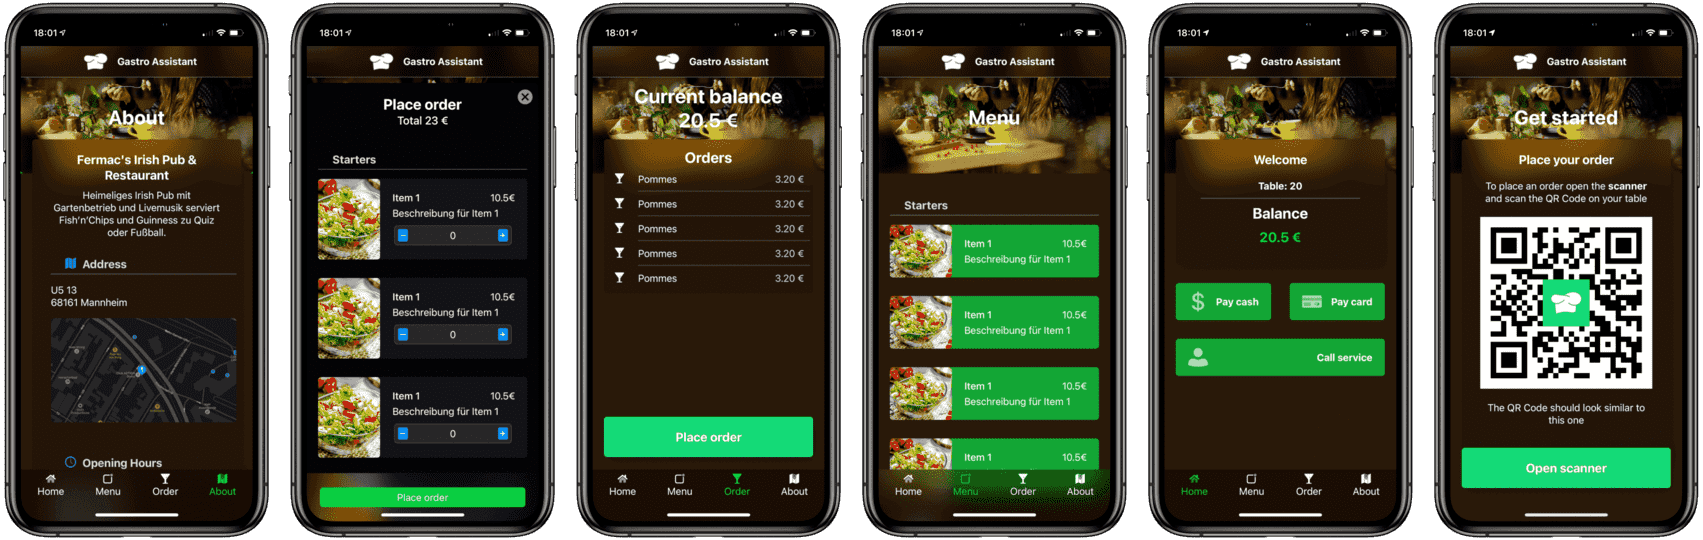 18:01
Gastro Assistant
About
Fermac's Irish Pub &
Restaurant
Heimeliges Irish Pub mit
Gartenbetrieb und Livemusik serviert
Fish'n'Chips und Guinness zu Quiz
oder Fußball.
Address
U5 13
68161 Mannheim
Opening Hours
Home
Menu
Order
About
18:01
Gastro Assistant
Place order
Total 23 €
Starters
Item 1 10.5€
Beschreibung für Item 1
− 0 +
Item 1 10.5€
Beschreibung für Item 1
− 0 +
Item 1 10.5€
Beschreibung für Item 1
− 0 +
Place order
18:01
Gastro Assistant
Current balance
20.5 €
Orders
Pommes 3.20 €
Pommes 3.20 €
Pommes 3.20 €
Pommes 3.20 €
Pommes 3.20 €
Place order
Home
Menu
Order
About
18:01
Gastro Assistant
Menu
Starters
Item 1 10.5€
Beschreibung für Item 1
Item 1 10.5€
Beschreibung für Item 1
Item 1 10.5€
Beschreibung für Item 1
Item 1 10.5€
Home
Menu
Order
About
18:01
Gastro Assistant
Welcome
Table: 20
Balance
20.5 €
$ Pay cash
Pay card
Call service
Home
Menu
Order
About
18:01
Gastro Assistant
Get started
Place your order
To place an order open the scanner
and scan the QR Code on your table
The QR Code should look similar to
this one
Open scanner